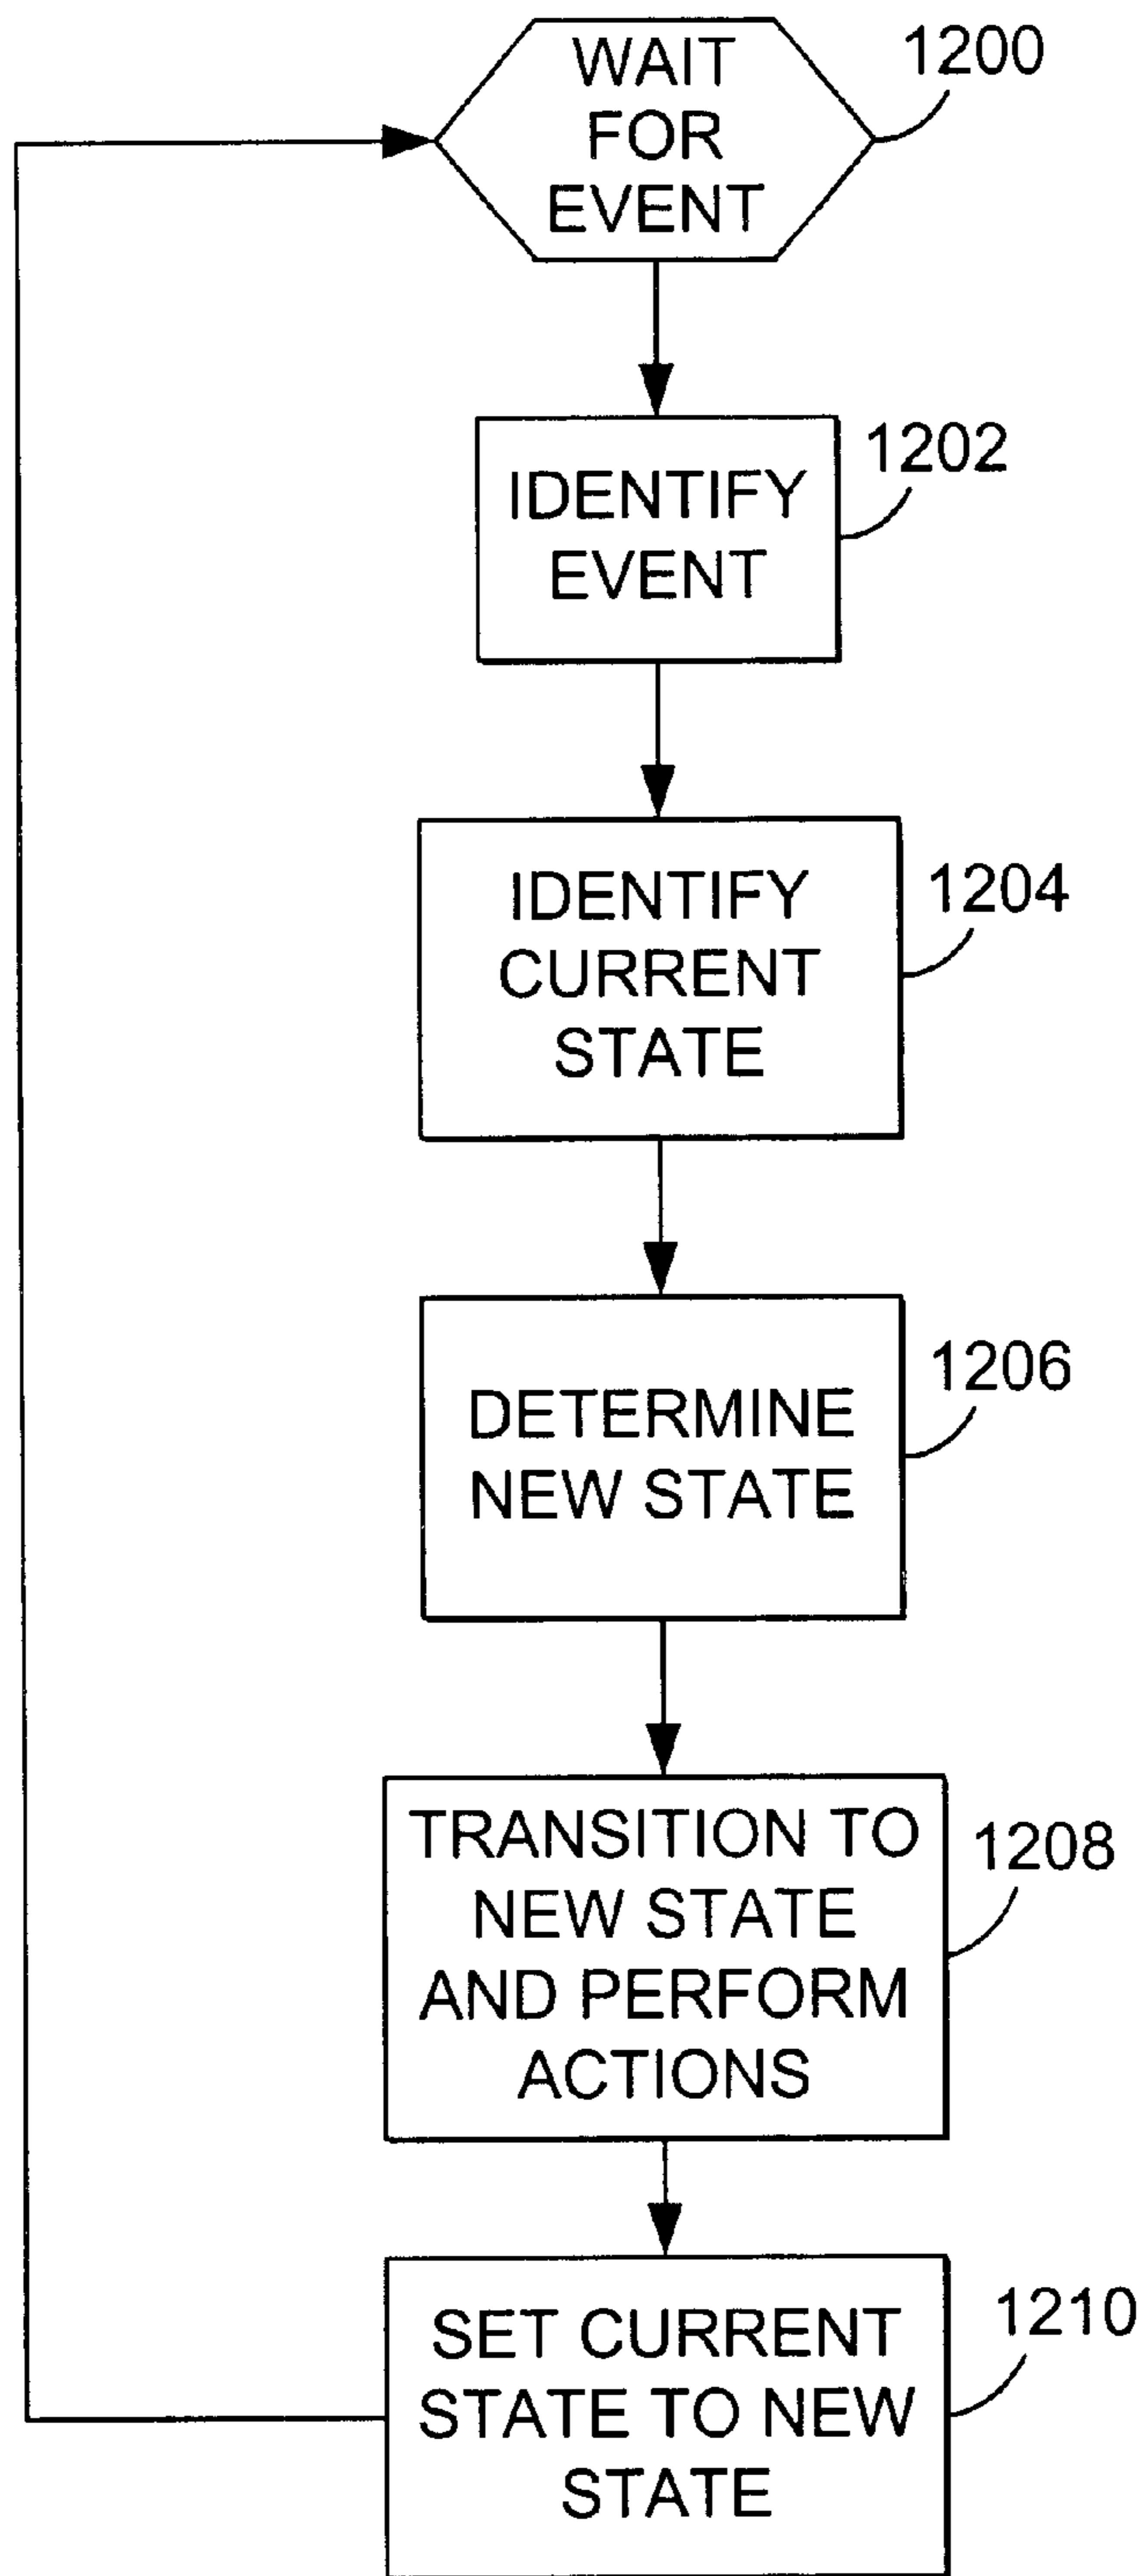 WAIT
FOR
EVENT
1200
IDENTIFY
EVENT
1202
IDENTIFY
CURRENT
STATE
1204
DETERMINE
NEW STATE
1206
TRANSITION TO
NEW STATE
AND PERFORM
ACTIONS
1208
SET CURRENT
STATE TO NEW
STATE
1210